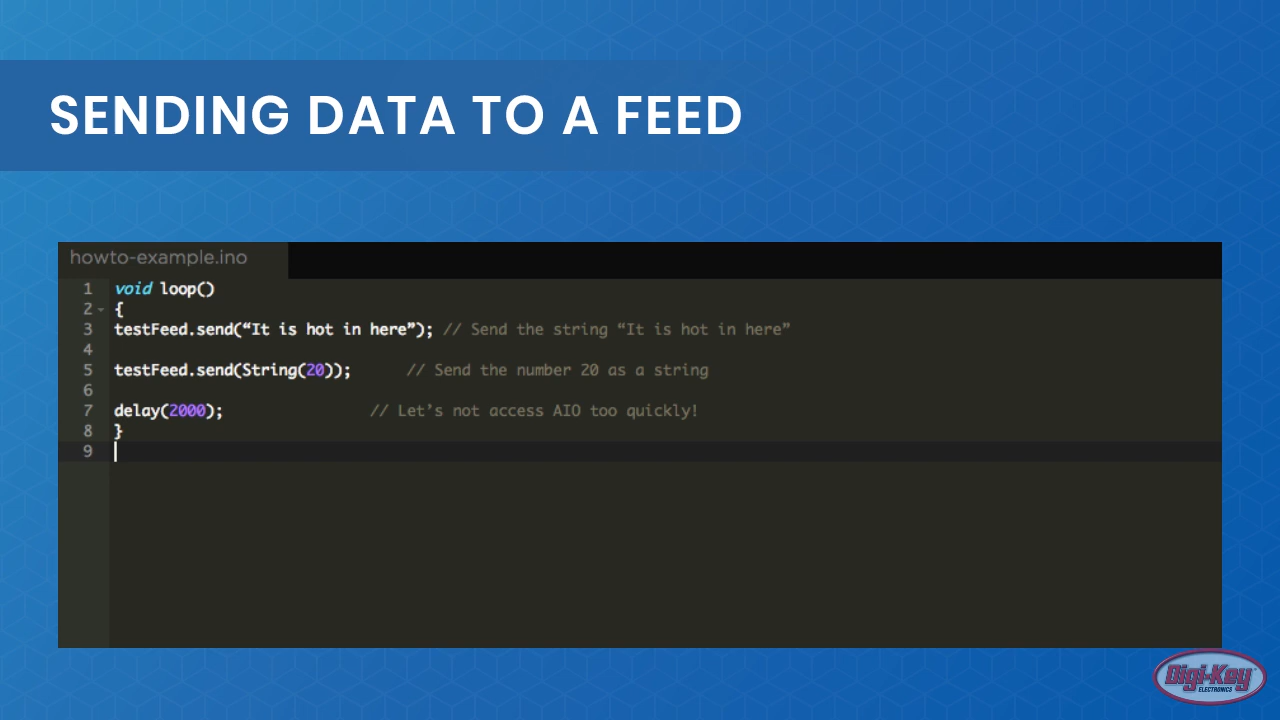 SENDING DATA TO A FEED
howto-example.ino
1 void loop()
2 {
3 testFeed.send(“It is hot in here”); // Send the string “It is hot in here”
4
5 testFeed.send(String(20)); // Send the number 20 as a string
6
7 delay(2000); // Let’s not access AIO too quickly!
8 }
9
Digi-Key
ELECTRONICS